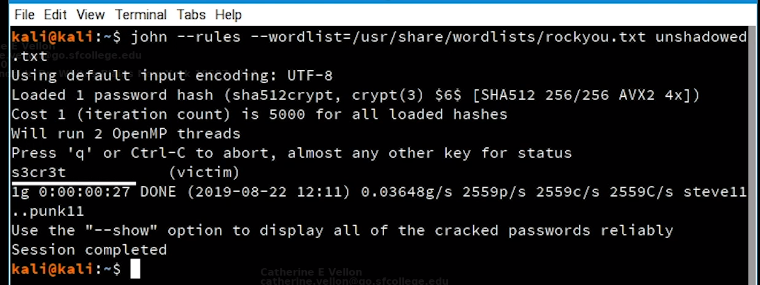 File Edit View Terminal Tabs Help
kali@kali:~$ john --rules --wordlist=/usr/share/wordlists/rockyou.txt unshadowed
.txt
Using default input encoding: UTF-8
Loaded 1 password hash (sha512crypt, crypt(3) $6$ [SHA512 256/256 AVX2 4x])
Cost 1 (iteration count) is 5000 for all loaded hashes
Will run 2 OpenMP threads
Press 'q' or Ctrl-C to abort, almost any other key for status
s3cr3t (victim)
1g 0:00:00:27 DONE (2019-08-22 12:11) 0.03648g/s 2559p/s 2559c/s 2559C/s steve11
..punk11
Use the "--show" option to display all of the cracked passwords reliably
Session completed
kali@kali:~$
Catherine E Vellon
catherine.vellon@go.sfcollege.edu